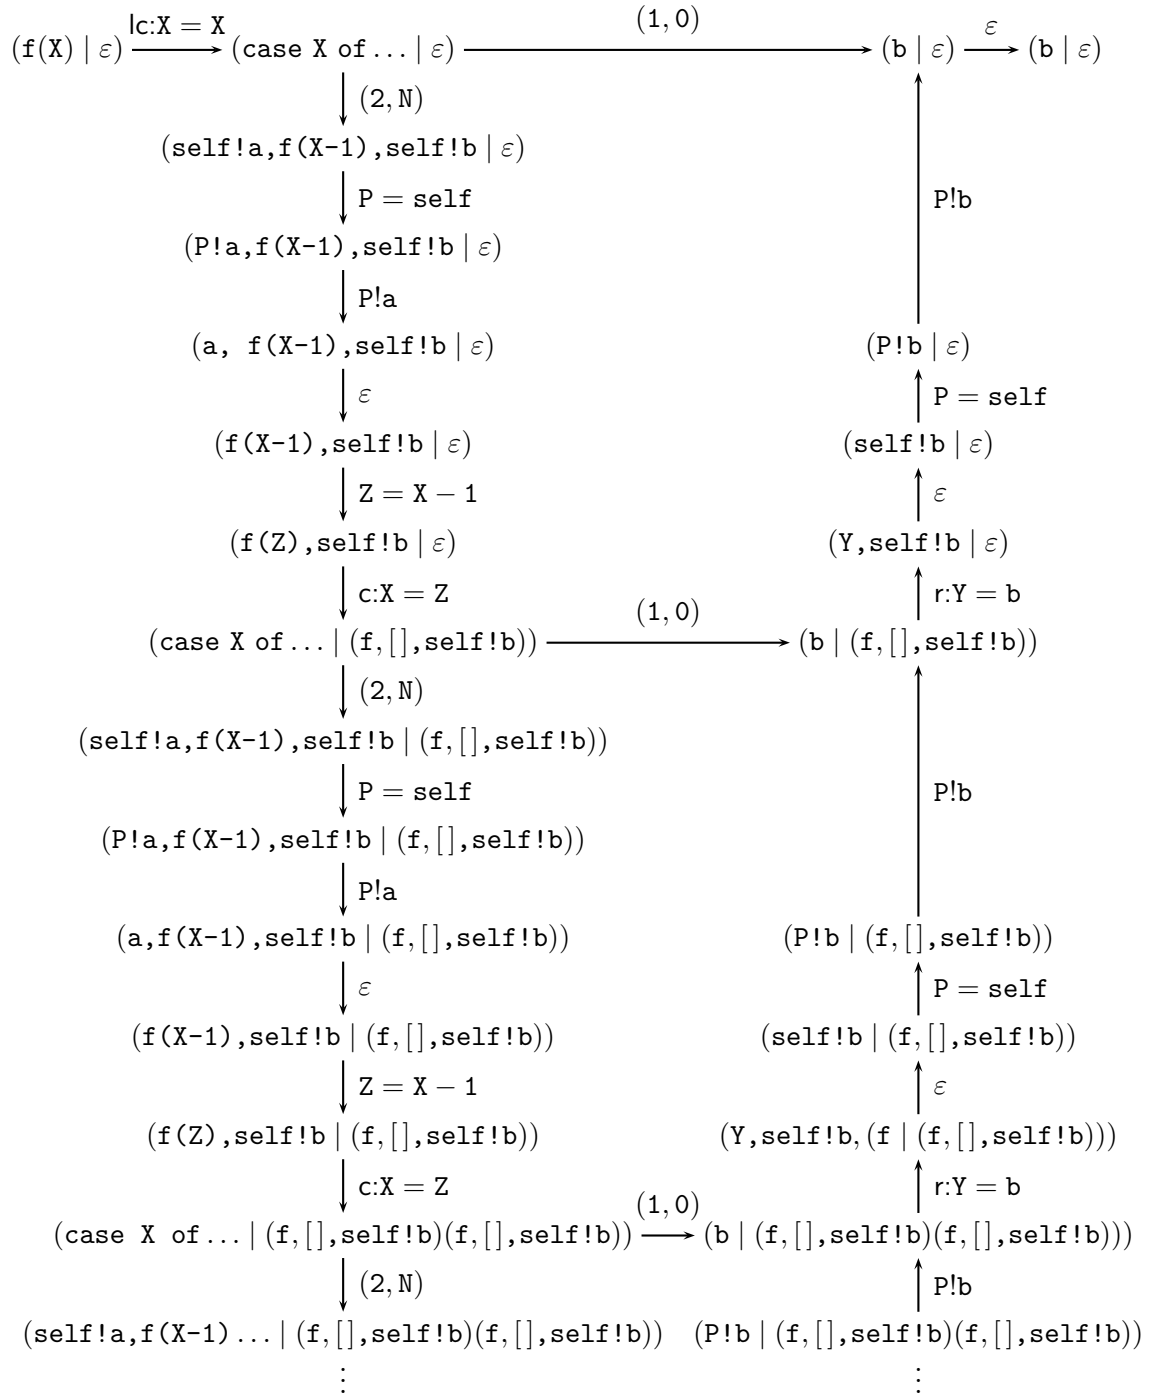 lc:X = X (1, 0) ε
(f(X) | ε) (case X of... | ε) (b | ε) (b | ε)
(2, N)
(self!a,f(X-1),self!b | ε)
P = self P!b
(P!a,f(X-1),self!b | ε)
P!a
(a, f(X-1),self!b | ε) (P!b | ε)
ε P = self
(f(X-1),self!b | ε) (self!b | ε)
Z = X − 1 ε
(f(Z),self!b | ε) (Y,self!b | ε)
c:X = Z (1, 0) r:Y = b
(case X of... | (f,[],self!b)) (b | (f,[],self!b))
(2, N)
(self!a,f(X-1),self!b | (f,[],self!b))
P = self P!b
(P!a,f(X-1),self!b | (f,[],self!b))
P!a
(a,f(X-1),self!b | (f,[],self!b)) (P!b | (f,[],self!b))
ε P = self
(f(X-1),self!b | (f,[],self!b)) (self!b | (f,[],self!b))
Z = X − 1 ε
(f(Z),self!b | (f,[],self!b)) (Y,self!b,(f | (f,[],self!b)))
c:X = Z (1, 0) r:Y = b
(case X of... | (f,[],self!b)(f,[],self!b)) (b | (f,[],self!b)(f,[],self!b)))
(2, N) P!b
(self!a,f(X-1)... | (f,[],self!b)(f,[],self!b)) (P!b | (f,[],self!b)(f,[],self!b))
⋮ ⋮